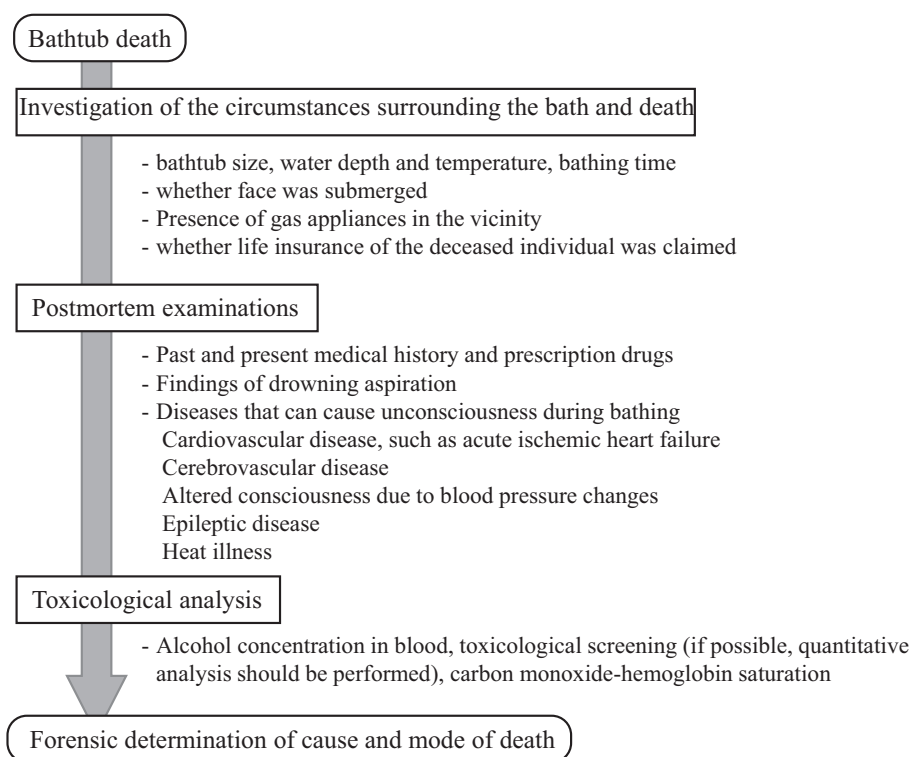 Bathtub death
Investigation of the circumstances surrounding the bath and death
- bathtub size, water depth and temperature, bathing time
- whether face was submerged
- Presence of gas appliances in the vicinity
- whether life insurance of the deceased individual was claimed
Postmortem examinations
- Past and present medical history and prescription drugs
- Findings of drowning aspiration
- Diseases that can cause unconsciousness during bathing
Cardiovascular disease, such as acute ischemic heart failure
Cerebrovascular disease
Altered consciousness due to blood pressure changes
Epileptic disease
Heat illness
Toxicological analysis
- Alcohol concentration in blood, toxicological screening (if possible, quantitative
analysis should be performed), carbon monoxide-hemoglobin saturation
Forensic determination of cause and mode of death